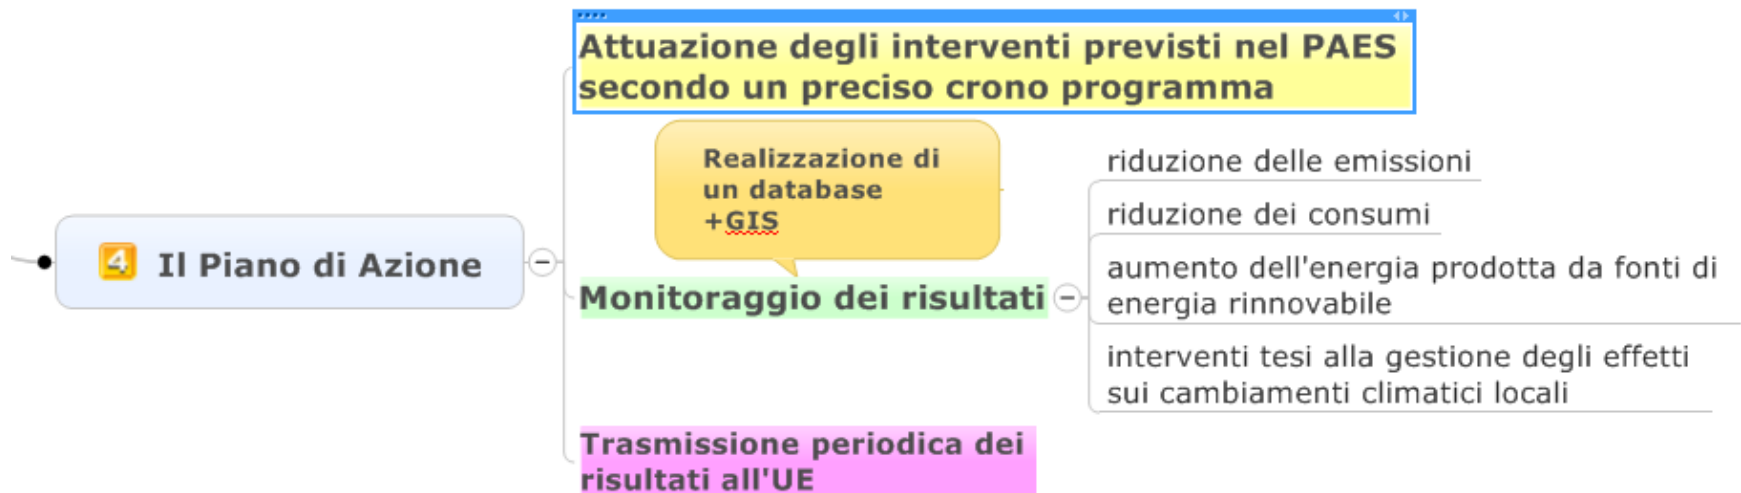 Attuazione degli interventi previsti nel PAES
secondo un preciso crono programma
Realizzazione di
un database
+GIS
4 Il Piano di Azione
Monitoraggio dei risultati
riduzione delle emissioni
riduzione dei consumi
aumento dell'energia prodotta da fonti di
energia rinnovabile
interventi tesi alla gestione degli effetti
sui cambiamenti climatici locali
Trasmissione periodica dei
risultati all'UE